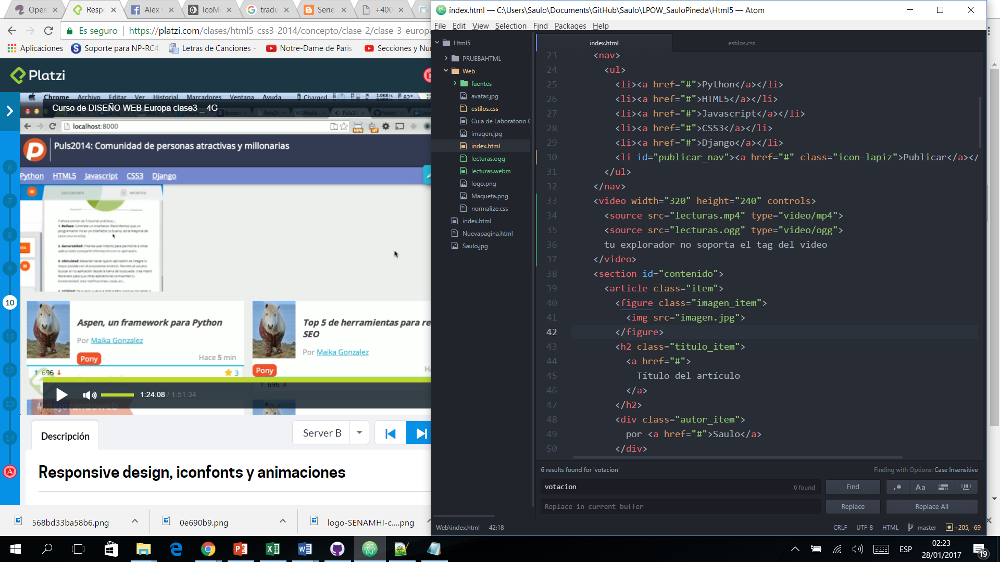 Open
Resp
Alex
IcoM
tradu
Serie
+400
Es seguro
https://platzi.com/clases/html5-css3-2014/concepto/clase-2/clase-3-europa
Aplicaciones
Soporte para NP-RC4
Letras de Canciones -
Notre-Dame de Paris
Secciones y Nu
Platzi
Chrome Archivo Editar Ver Historial Marcadores Ventana Ayuda Charged
Curso de DISEÑO WEB Europa clase3 _ 4G
localhost:8000
Puls2014: Comunidad de personas atractivas y millonarias
Python HTML5 Javascript CSS3 Django
APORTES
6
7
8
9
10
11
12
13
14
Aspen, un framework para Python
Por Maika Gonzalez
Pony
Hace 5 min
696
3
Top 5 de herramientas para re
SEO
Por Maika Gonzalez
Pony
696
1:24:08 / 1:51:34
#mejorandoweb
Descripción
Server B
Responsive design, iconfonts y animaciones
568bd33ba58b6.png
0e690b9.png
logo-SENAMHI-c....png
index.html — C:\Users\Saulo\Documents\GitHub\Saulo\LPOW_SauloPineda\Html5 — Atom
File Edit View Selection Find Packages Help
Html5
PRUEBAHTML
Web
fuentes
avatar.jpg
estilos.css
Guia de Laboratorio
imagen.jpg
index.html
lecturas.ogg
lecturas.webm
logo.png
Maqueta.png
normalize.css
index.html
Nuevapagina.html
Saulo.jpg
index.html
estilos.css
23 <nav>
24 <ul>
25 <li><a href="#">Python</a></li>
26 <li><a href="#">HTML5</a></li>
27 <li><a href="#">Javascript</a></li>
28 <li><a href="#">CSS3</a></li>
29 <li><a href="#">Django</a></li>
30 <li id="publicar_nav"><a href="#" class="icon-lapiz">Publicar</a></
31 </ul>
32 </nav>
33 <video width="320" height="240" controls>
34 <source src="lecturas.mp4" type="video/mp4">
35 <source src="lecturas.ogg" type="video/ogg">
36 tu explorador no soporta el tag del video
37 </video>
38 <section id="contenido">
39 <article class="item">
40 <figure class="imagen_item">
41 <img src="imagen.jpg">
42 </figure>
43 <h2 class="titulo_item">
44 <a href="#">
45 Título del artículo
46 </a>
47 </h2>
48 <div class="autor_item">
49 por <a href="#">Saulo</a>
50 </div>
6 results found for 'votacion'
Finding with Options: Case Insensitive
votacion
6 found
Find
.*
Aa
Replace in current buffer
Replace
Replace All
Web\index.html 42:18
CRLF UTF-8 HTML master +205, -69
ESP
02:23
28/01/2017
19